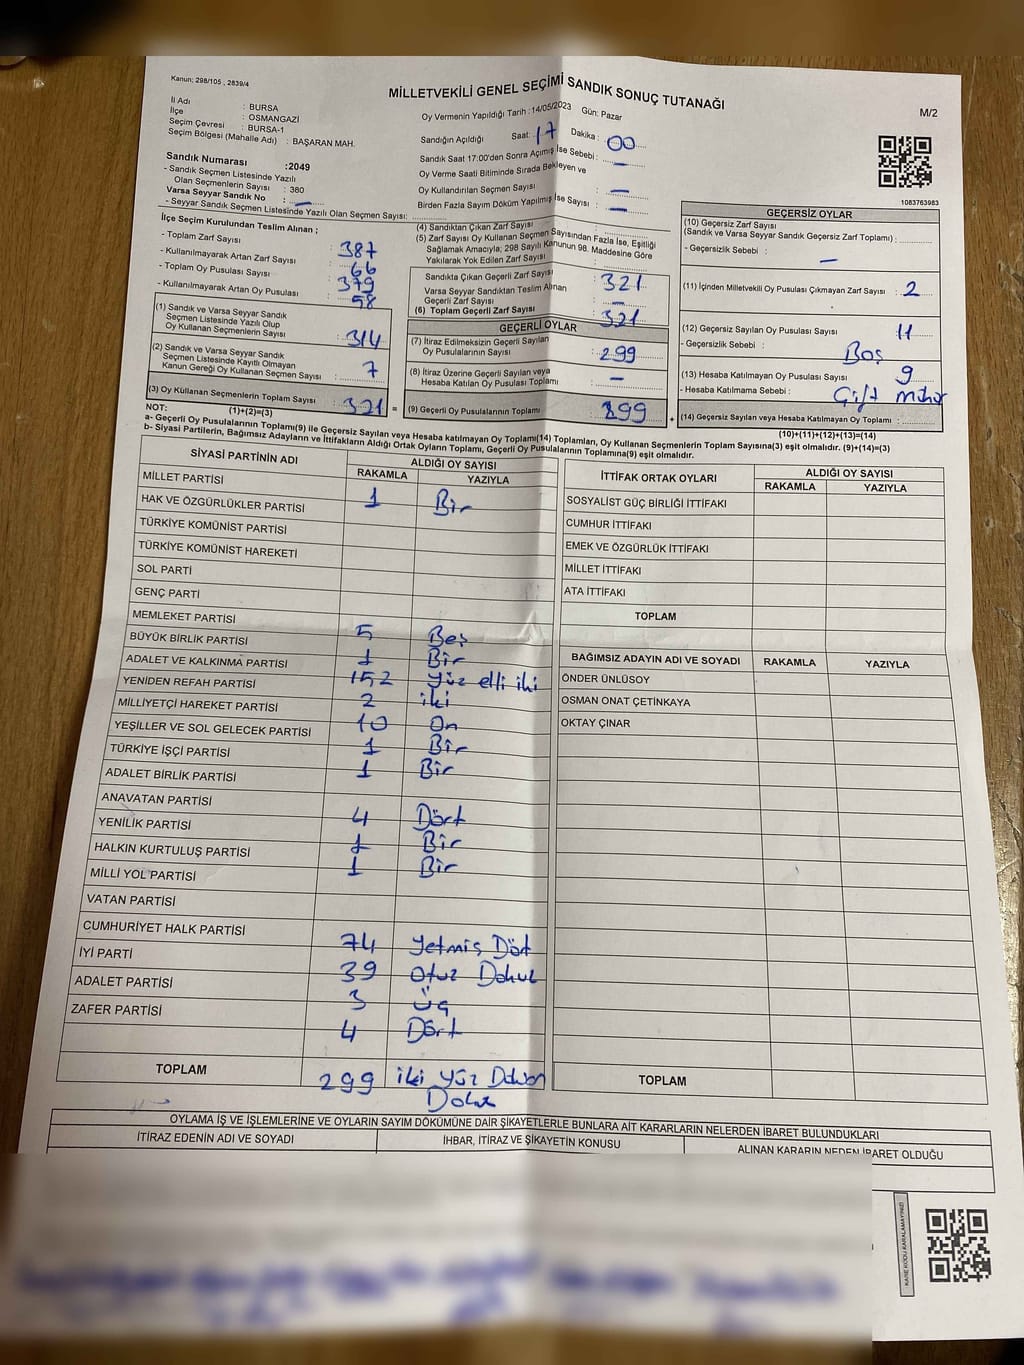 Kanun; 298/105 , 2839/4
MİLLETVEKİLİ GENEL SEÇİMİ SANDIK SONUÇ TUTANAĞI
M/2
İl Adı : BURSA
İlçe : OSMANGAZİ
Seçim Çevresi : BURSA-1
Seçim Bölgesi (Mahalle Adı) : BAŞARAN MAH.
Sandık Numarası :2049
- Sandık Seçmen Listesinde Yazılı
Olan Seçmenlerin Sayısı : 380
Varsa Seyyar Sandık No : —
- Seyyar Sandık Seçmen Listesinde Yazılı Olan Seçmen Sayısı:
Oy Vermenin Yapıldığı Tarih :14/05/2023 Gün: Pazar
Sandığın Açıldığı Saat: 17 Dakika : 00
Sandık Saat 17:00'den Sonra Açımış İse Sebebi : —
Oy Verme Saati Bitiminde Sırada Bekleyen ve
Oy Kullandırılan Seçmen Sayısı : —
Birden Fazla Sayım Döküm Yapılmış İse Sayısı : —
1083763983
İlçe Seçim Kurulundan Teslim Alınan ;
- Toplam Zarf Sayısı : 387
- Kullanılmayarak Artan Zarf Sayısı : 66
- Toplam Oy Pusulası Sayısı : 379
- Kullanılmayarak Artan Oy Pusulası : 58
(1) Sandık ve Varsa Seyyar Sandık
Seçmen Listesinde Yazılı Olup
Oy Kullanan Seçmenlerin Sayısı : 314
(2) Sandık ve Varsa Seyyar Sandık
Seçmen Listesinde Kayıtlı Olmayan
Kanun Gereği Oy Kullanan Seçmen Sayısı : 7
(3) Oy Kullanan Seçmenlerin Toplam Sayısı : 321 =
(4) Sandıktan Çıkan Zarf Sayısı
(5) Zarf Sayısı Oy Kullanan Seçmen Sayısından Fazla İse, Eşitliği
Sağlamak Amacıyla; 298 Sayılı Kanunun 98. Maddesine Göre
Yakılarak Yok Edilen Zarf Sayısı
Sandıkta Çıkan Geçerli Zarf Sayısı : 321
Varsa Seyyar Sandıktan Teslim Alınan
Geçerli Zarf Sayısı : —
(6) Toplam Geçerli Zarf Sayısı : 321
GEÇERLİ OYLAR
(7) İtiraz Edilmeksizin Geçerli Sayılan
Oy Pusulalarının Sayısı : 299
(8) İtiraz Üzerine Geçerli Sayılan veya
Hesaba Katılan Oy Pusulası Toplamı : —
(9) Geçerli Oy Pusulalarının Toplamı : 299 +
GEÇERSİZ OYLAR
(10) Geçersiz Zarf Sayısı
(Sandık ve Varsa Seyyar Sandık Geçersiz Zarf Toplamı) :
- Geçersizlik Sebebi : —
(11) İçinden Milletvekili Oy Pusulası Çıkmayan Zarf Sayısı : 2
(12) Geçersiz Sayılan Oy Pusulası Sayısı : 11
- Geçersizlik Sebebi : Boş
(13) Hesaba Katılmayan Oy Pusulası Sayısı : 9
- Hesaba Katılmama Sebebi : Çift mühür
(14) Geçersiz Sayılan veya Hesaba Katılmayan Oy Toplamı :
NOT: (1)+(2)=(3)
(10)+(11)+(12)+(13)=(14)
a- Geçerli Oy Pusulalarının Toplamı(9) ile Geçersiz Sayılan veya Hesaba Katılmayan Oy Toplamı(14) Toplamları, Oy Kullanan Seçmenlerin Toplam Sayısına(3) eşit olmalıdır. (9)+(14)=(3)
b- Siyasi Partilerin, Bağımsız Adayların ve İttifakların Aldığı Ortak Oyların Toplamı, Geçerli Oy Pusulalarının Toplamına(9) eşit olmalıdır.
SİYASİ PARTİNİN ADI ALDIĞI OY SAYISI
RAKAMLA YAZIYLA
MİLLET PARTİSİ
HAK VE ÖZGÜRLÜKLER PARTİSİ 1 Bir
TÜRKİYE KOMÜNİST PARTİSİ
TÜRKİYE KOMÜNİST HAREKETİ
SOL PARTİ
GENÇ PARTİ
MEMLEKET PARTİSİ
BÜYÜK BİRLİK PARTİSİ 5 Beş
ADALET VE KALKINMA PARTİSİ 1 Bir
YENİDEN REFAH PARTİSİ 152 Yüz elli iki
MİLLİYETÇİ HAREKET PARTİSİ 2 iki
YEŞİLLER VE SOL GELECEK PARTİSİ 10 On
TÜRKİYE İŞÇİ PARTİSİ 1 Bir
ADALET BİRLİK PARTİSİ 1 Bir
ANAVATAN PARTİSİ
YENİLİK PARTİSİ 4 Dört
HALKIN KURTULUŞ PARTİSİ 1 Bir
MİLLİ YOL PARTİSİ 1 Bir
VATAN PARTİSİ
CUMHURİYET HALK PARTİSİ
İYİ PARTİ 74 Yetmiş Dört
ADALET PARTİSİ 39 Otuz Dokuz
ZAFER PARTİSİ 3 Üç
4 Dört
TOPLAM 299 iki yüz Doksan
Dokuz
İTTİFAK ORTAK OYLARI ALDIĞI OY SAYISI
RAKAMLA YAZIYLA
SOSYALİST GÜÇ BİRLİĞİ İTTİFAKI
CUMHUR İTTİFAKI
EMEK VE ÖZGÜRLÜK İTTİFAKI
MİLLET İTTİFAKI
ATA İTTİFAKI
TOPLAM
BAĞIMSIZ ADAYIN ADI VE SOYADI RAKAMLA YAZIYLA
ÖNDER ÜNLÜSOY
OSMAN ONAT ÇETİNKAYA
OKTAY ÇINAR
TOPLAM
OYLAMA İŞ VE İŞLEMLERİNE VE OYLARIN SAYIM DÖKÜMÜNE DAİR ŞİKAYETLERLE BUNLARA AİT KARARLARIN NELERDEN İBARET BULUNDUKLARI
İTİRAZ EDENİN ADI VE SOYADI İHBAR, İTİRAZ VE ŞİKAYETİN KONUSU ALINAN KARARIN NEDEN İBARET OLDUĞU
KARE KODU KARALAMAYINIZ!